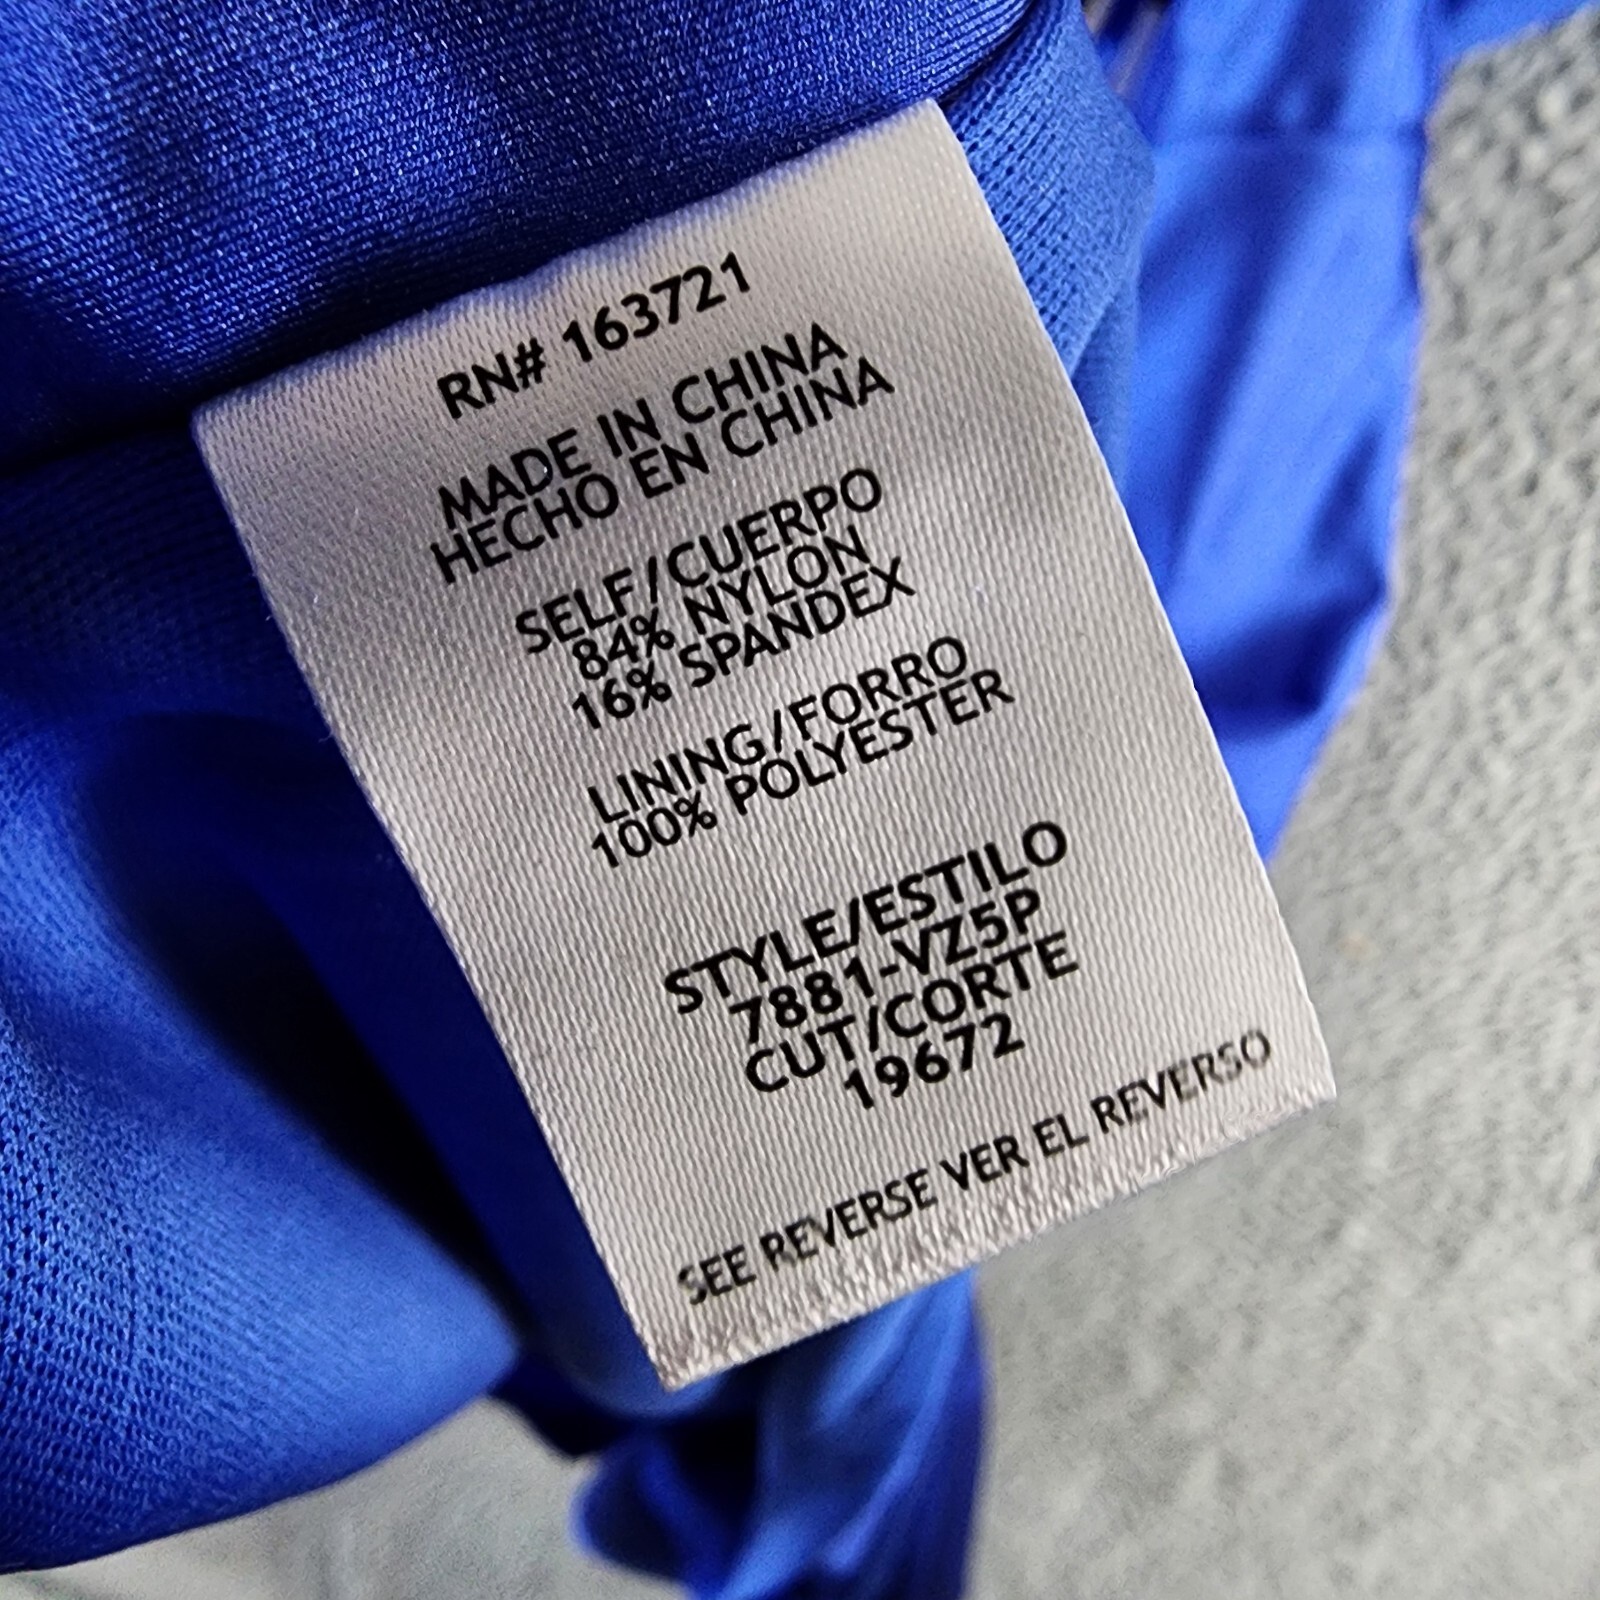 RN# 163721
MADE IN CHINA
HECHO EN CHINA
SELF/CUERPO
84% NYLON
16% SPANDEX
LINING/FORRO
100% POLYESTER
STYLE/ESTILO
7881-VZ5P
CUT/CORTE
19672
SEE REVERSE VER EL REVERSO